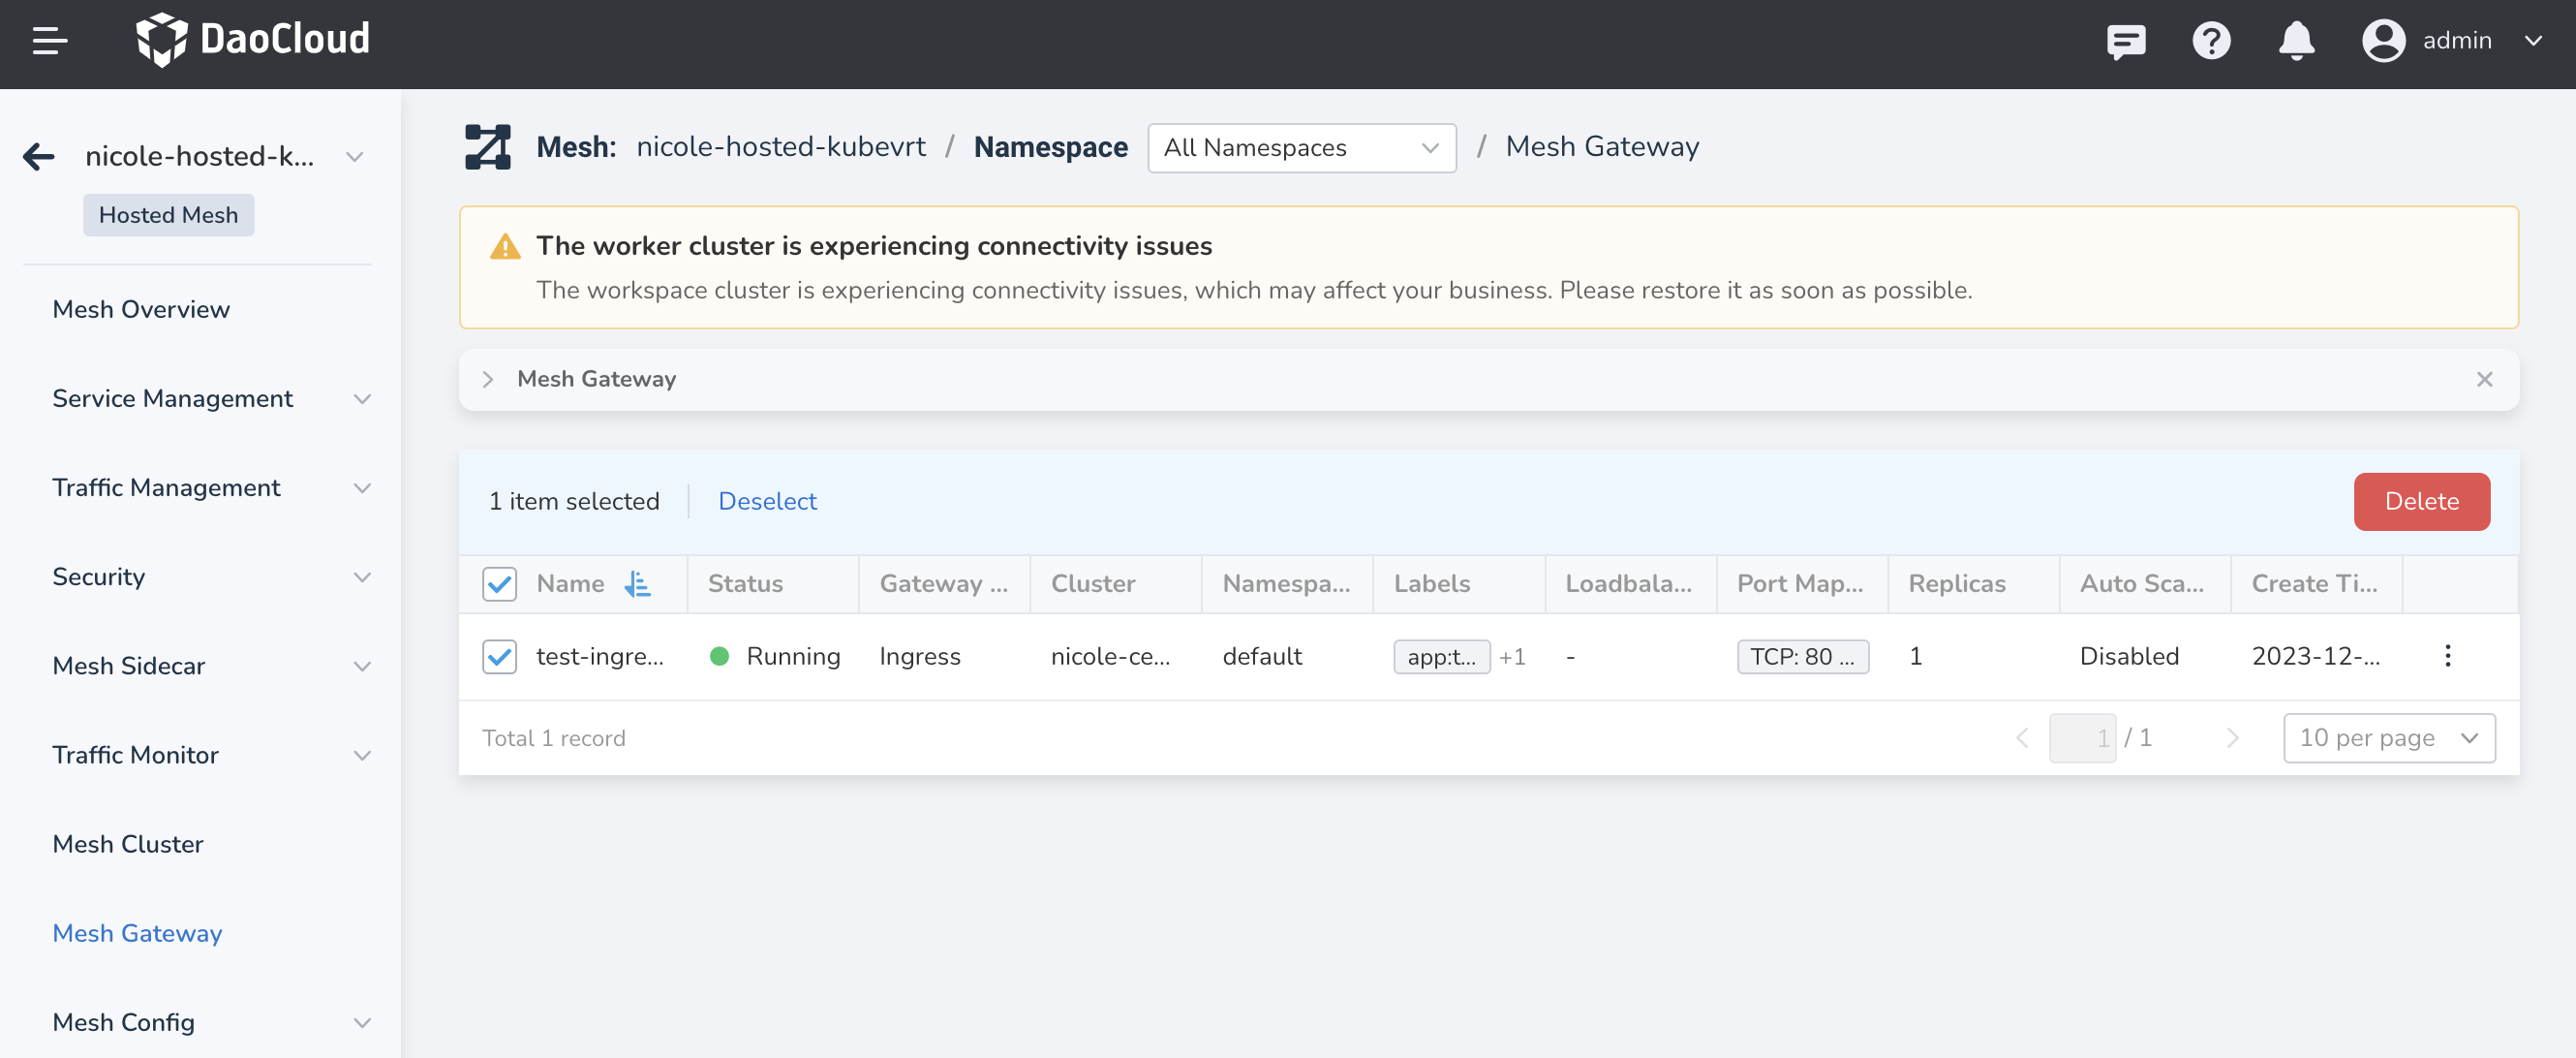 DaoCloud
admin
nicole-hosted-k...
Hosted Mesh
Mesh Overview
Service Management
Traffic Management
Security
Mesh Sidecar
Traffic Monitor
Mesh Cluster
Mesh Gateway
Mesh Config
Mesh: nicole-hosted-kubevrt / Namespace All Namespaces / Mesh Gateway
The worker cluster is experiencing connectivity issues
The workspace cluster is experiencing connectivity issues, which may affect your business. Please restore it as soon as possible.
Mesh Gateway
1 item selected Deselect Delete
Name Status Gateway ... Cluster Namespa... Labels Loadbala... Port Map... Replicas Auto Sca... Create Ti...
test-ingre... Running Ingress nicole-ce... default app:t... +1 - TCP: 80 ... 1 Disabled 2023-12-...
Total 1 record 1 / 1 10 per page